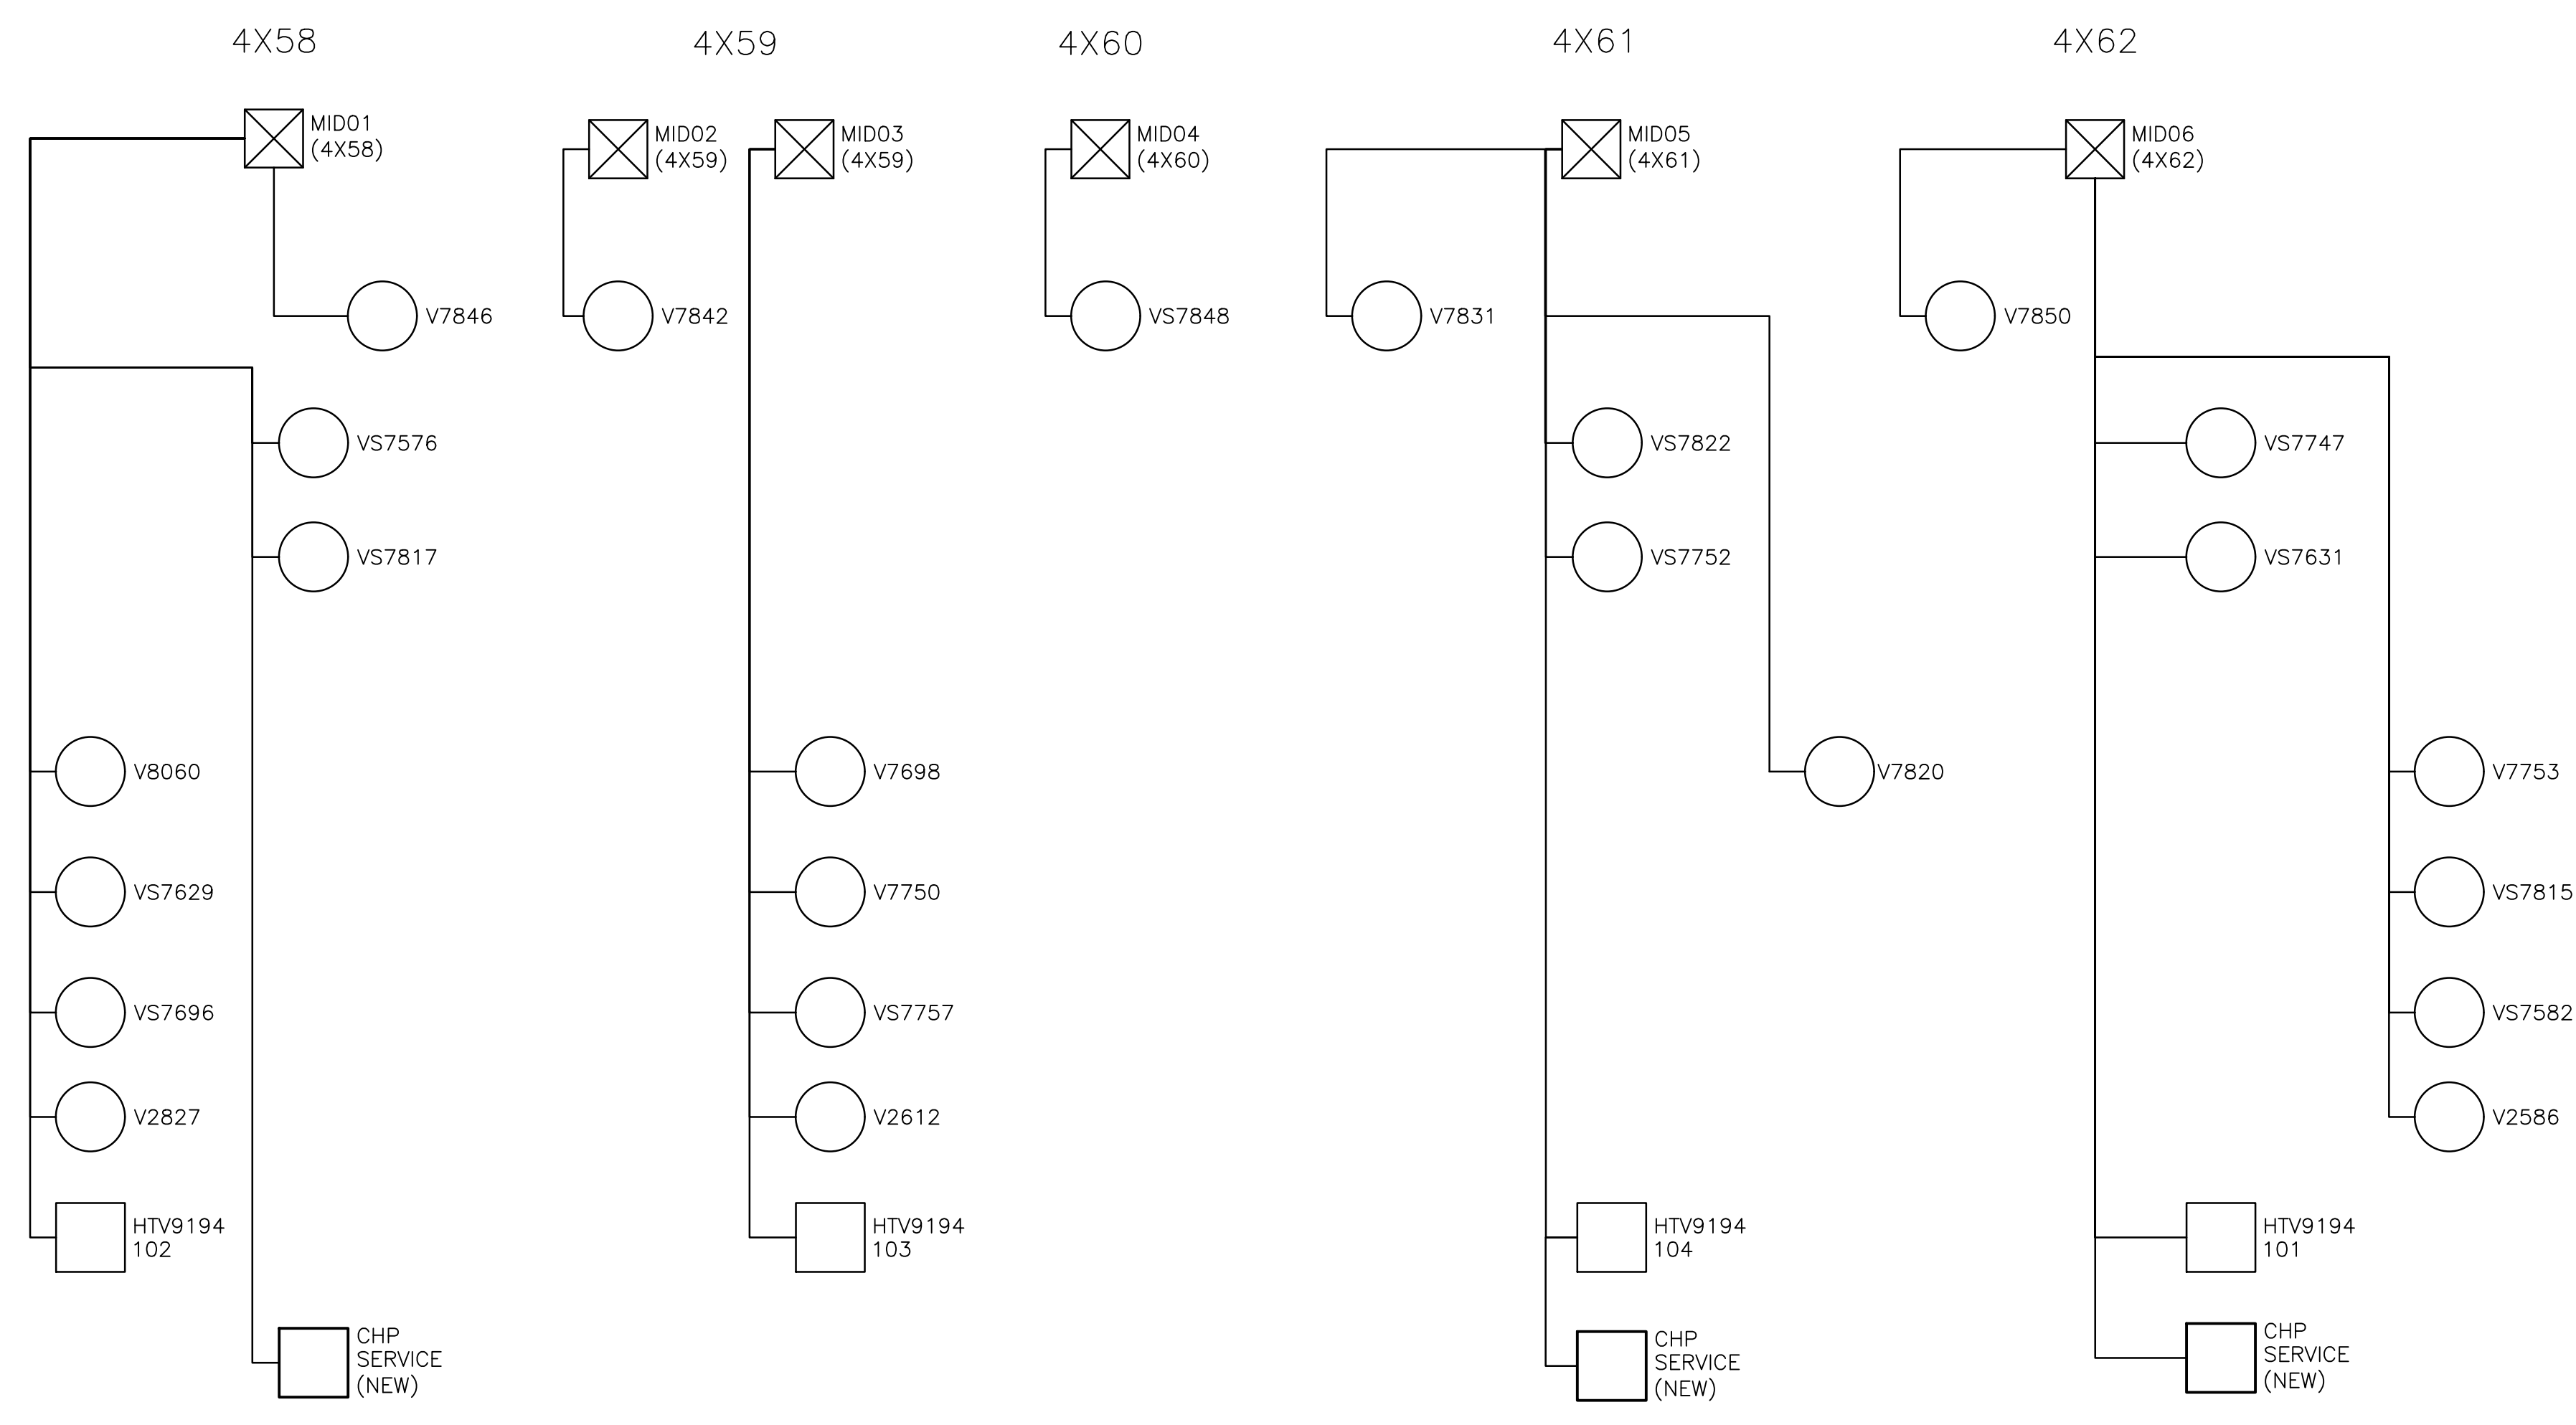 4X58
4X59
4X60
4X61
4X62
MID01
(4X58)
MID02
(4X59)
MID03
(4X59)
MID04
(4X60)
MID05
(4X61)
MID06
(4X62)
V7846
V7842
VS7848
V7831
V7850
VS7576
VS7822
VS7747
VS7817
VS7752
VS7631
V8060
V7698
V7820
V7753
VS7629
V7750
VS7815
VS7696
VS7757
VS7582
V2827
V2612
V2586
HTV9194
102
HTV9194
103
HTV9194
104
HTV9194
101
CHP
SERVICE
(NEW)
CHP
SERVICE
(NEW)
CHP
SERVICE
(NEW)